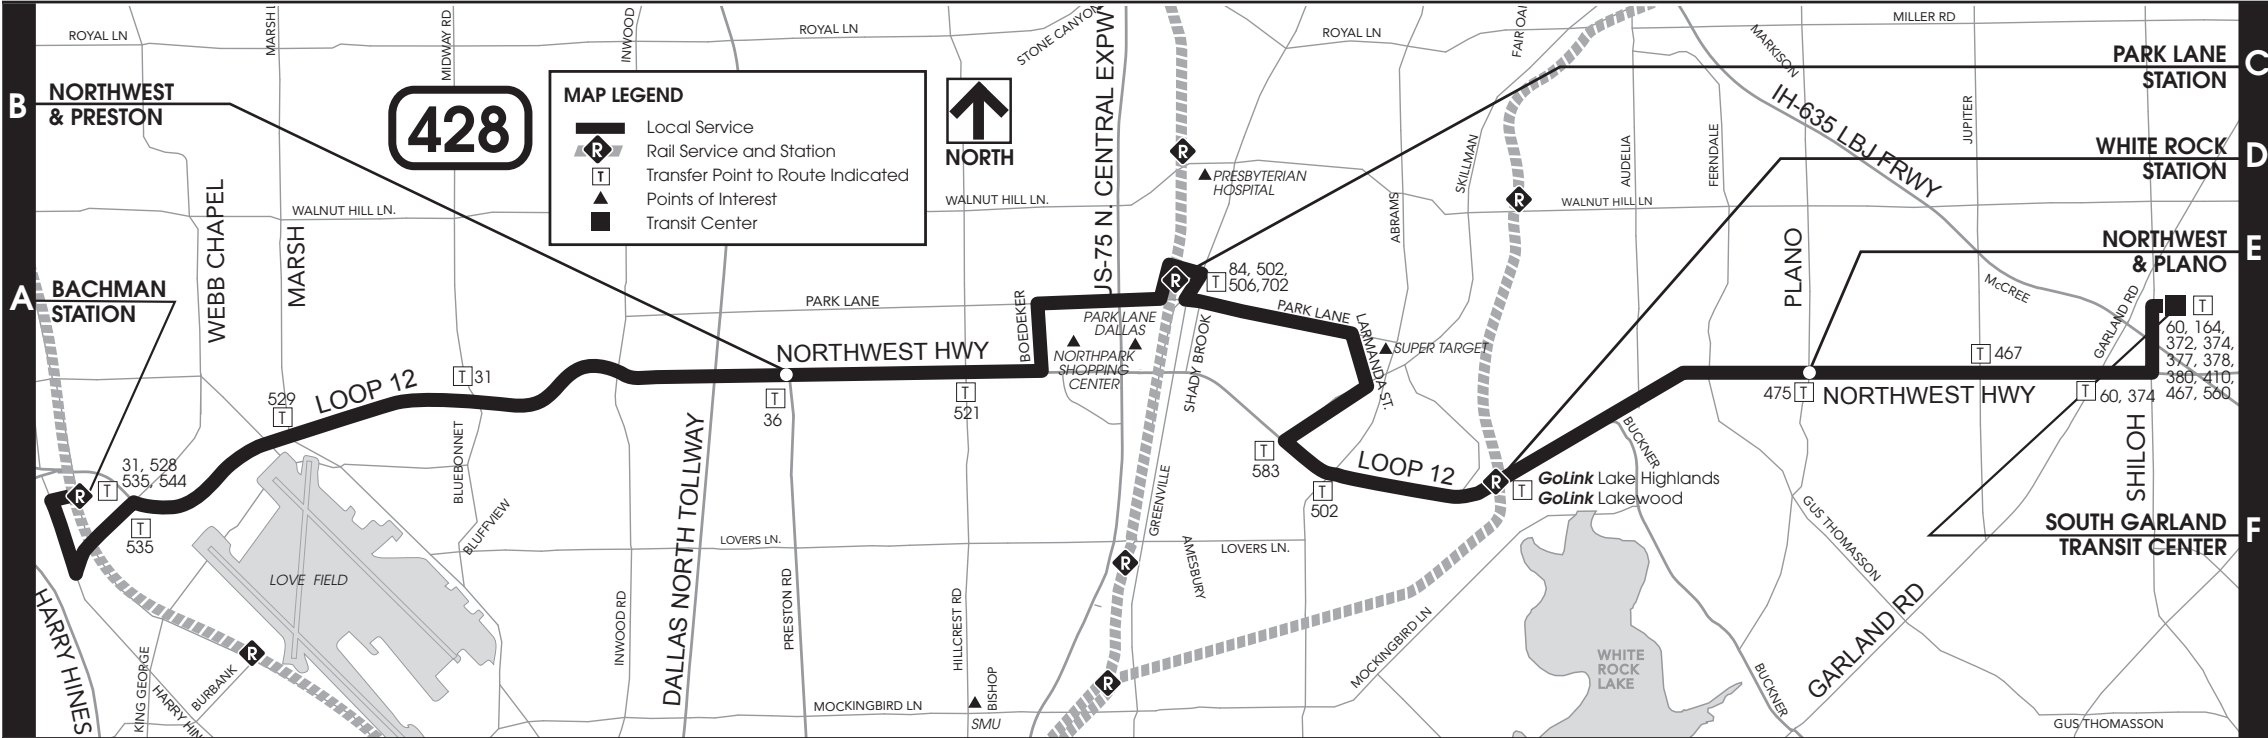 ROYAL LN
MARSH L
MIDWAY RD
INWOOD
ROYAL LN
STONE CANYON
US-75 N. CENTRAL EXPWY
ROYAL LN
FAIR OA
MILLER RD
MARKISON
PARK LANE
STATION
C
B
NORTHWEST
& PRESTON
428
MAP LEGEND
Local Service
R
Rail Service and Station
T
Transfer Point to Route Indicated
Points of Interest
Transit Center
NORTH
IH-635 LBJ FRWY
JUPITER
WHITE ROCK
STATION
D
R
PRESBYTERIAN
HOSPITAL
SKILLMAN
AUDELIA
FERNDALE
WEBB CHAPEL
MARSH
WALNUT HILL LN.
WALNUT HILL LN.
ABRAMS
R
WALNUT HILL LN
PLANO
NORTHWEST
& PLANO
E
A
BACHMAN
STATION
PARK LANE
BOEDEKER
R
T
84, 502,
506,702
PARK LANE
McCREE
GARLAND RD
T
60, 164,
372, 374,
377, 378,
380, 410,
467, 560
PARK LANE
DALLAS
NORTHPARK
SHOPPING
CENTER
SHADY BROOK
LARMANDA ST.
SUPER TARGET
NORTHWEST HWY
T
467
LOOP 12
T
31
529
T
T
36
T
521
475
T
NORTHWEST HWY
T
60, 374
BLUEBONNET
DALLAS NORTH TOLLWAY
BUCKNER
SHILOH
31, 528
535, 544
R
T
T
535
T
583
LOOP 12
T
502
R
T
GoLink Lake Highlands
GoLink Lakewood
BLUFFVIEW
GREENVILLE
GUS THOMASSON
SOUTH GARLAND
TRANSIT CENTER
F
LOVE FIELD
LOVERS LN.
LOVERS LN.
R
AMESBURY
HARRY HINES
INWOOD RD
PRESTON RD
HILLCREST RD
MOCKINGBIRD LN
GARLAND RD
KING GEORGE
BURBANK
R
HARRY HIN
BISHOP
R
WHITE
ROCK
LAKE
BUCKNER
MOCKINGBIRD LN
SMU
GUS THOMASSON